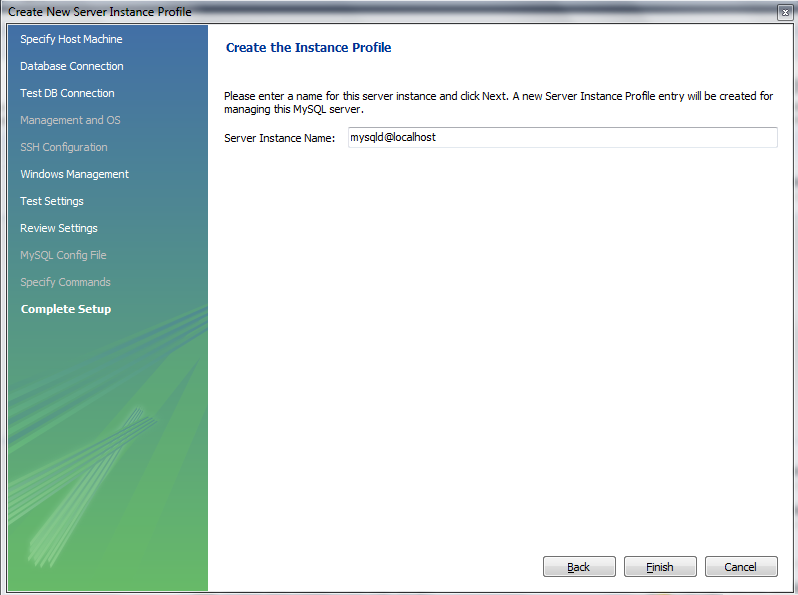 Create New Server Instance Profile
Specify Host Machine
Database Connection
Test DB Connection
Management and OS
SSH Configuration
Windows Management
Test Settings
Review Settings
MySQL Config File
Specify Commands
Complete Setup
Create the Instance Profile
Please enter a name for this server instance and click Next. A new Server Instance Profile entry will be created for
managing this MySQL server.
Server Instance Name: mysqld@localhost
Back Finish Cancel